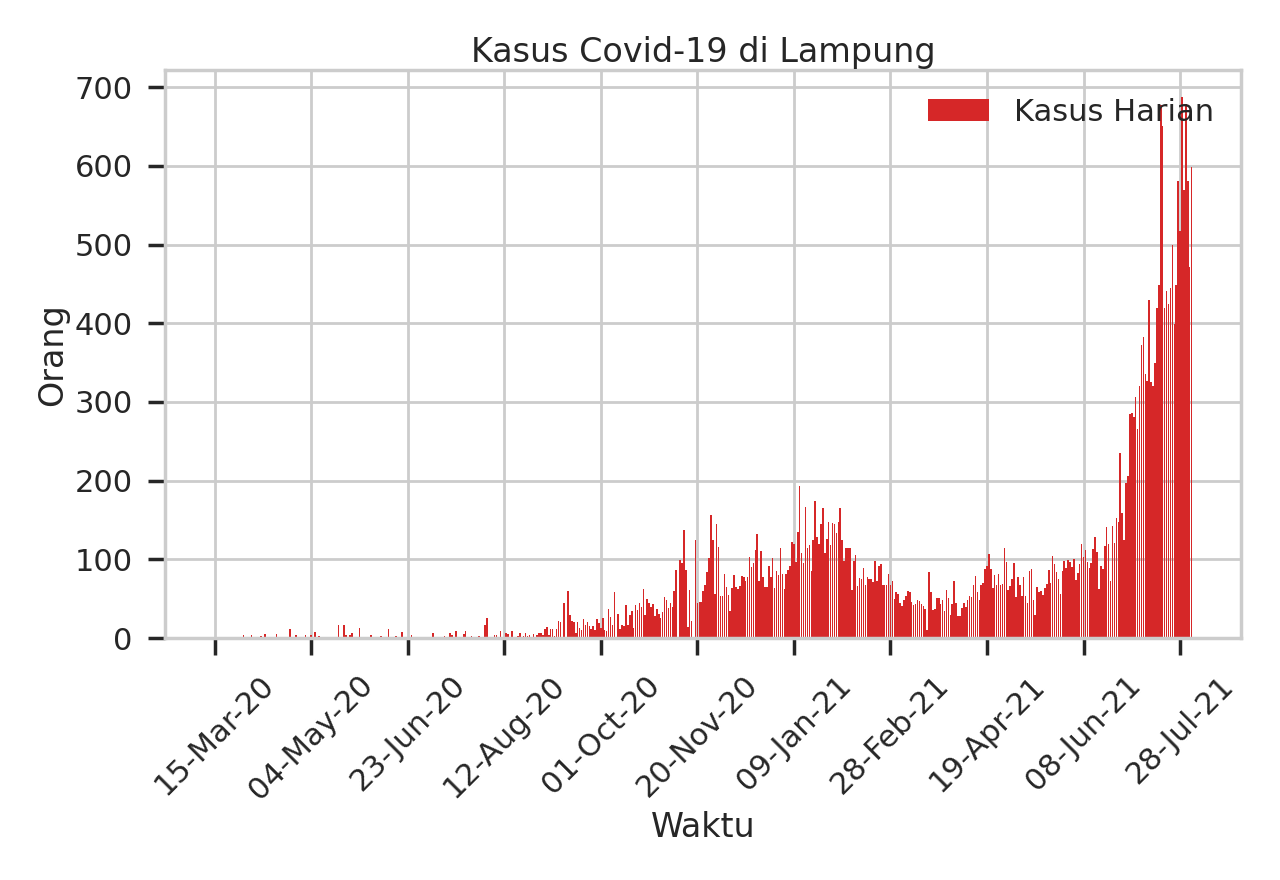 Kasus Covid-19 di Lampung
Kasus Harian
Orang
700
600
500
400
300
200
100
0
15-Mar-20
04-May-20
23-Jun-20
12-Aug-20
01-Oct-20
20-Nov-20
09-Jan-21
28-Feb-21
19-Apr-21
08-Jun-21
28-Jul-21
Waktu